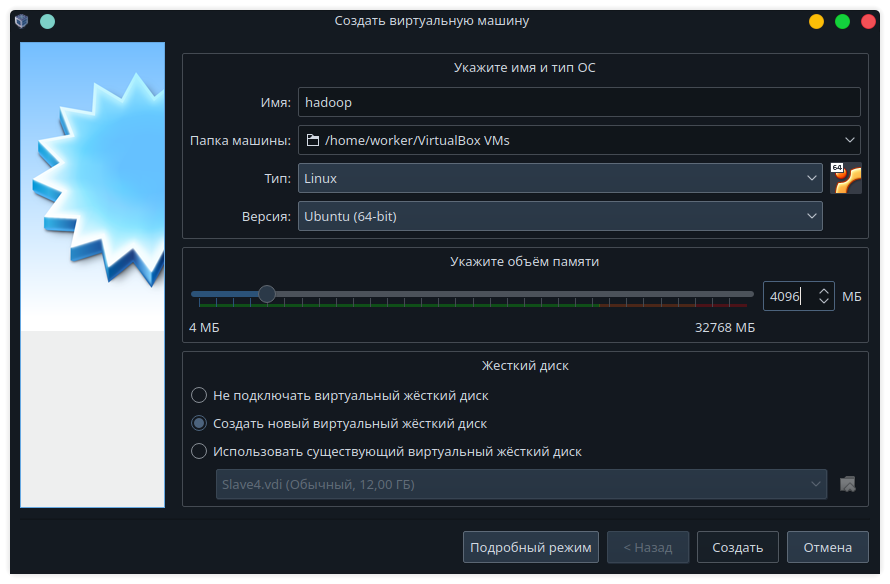 Создать виртуальную машину
Укажите имя и тип ОС
Имя: hadoop
Папка машины: /home/worker/VirtualBox VMs
Тип: Linux
64
Версия: Ubuntu (64-bit)
Укажите объём памяти
4096 МБ
4 МБ 32768 МБ
Жесткий диск
Не подключать виртуальный жёсткий диск
Создать новый виртуальный жёсткий диск
Использовать существующий виртуальный жёсткий диск
Slave4.vdi (Обычный, 12,00 ГБ)
Подробный режим < Назад Создать Отмена